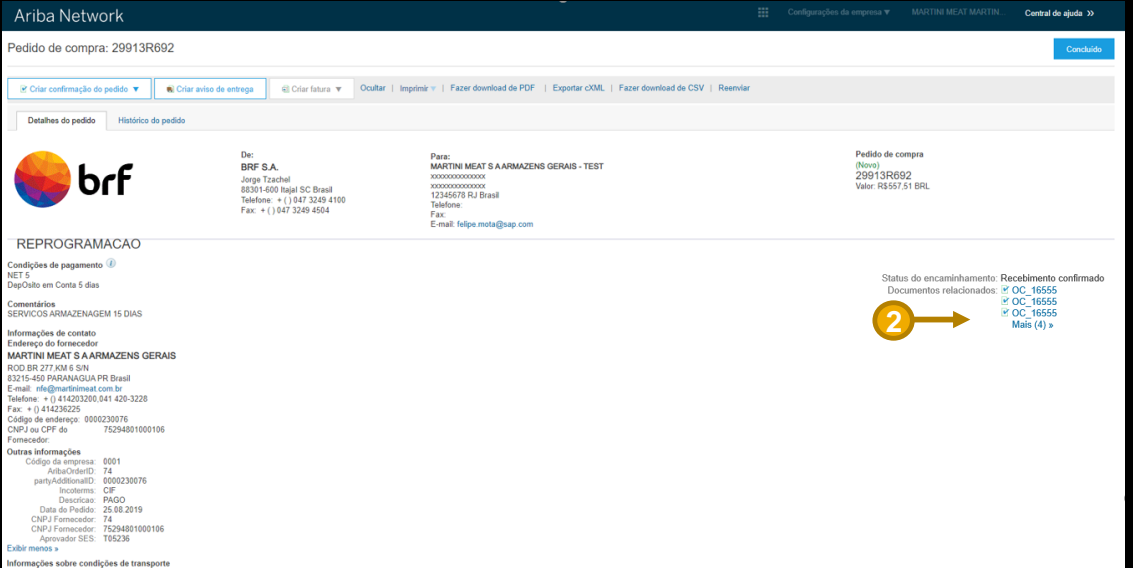 Ariba Network
Configurações da empresa ▼
MARTINI MEAT MARTIN...
Central de ajuda »
Pedido de compra: 29913R692
Concluído
Criar confirmação do pedido ▼
Criar aviso de entrega
Criar fatura ▼
Ocultar | Imprimir ▼ | Fazer download de PDF | Exportar cXML | Fazer download de CSV | Reenviar
Detalhes do pedido
Histórico do pedido
brf
De:
BRF S.A.
Jorge Tzachel
88301-600 Itajaí SC Brasil
Telefone: + ( ) 047 3249 4100
Fax: + ( ) 047 3249 4504
Para:
MARTINI MEAT S A ARMAZENS GERAIS - TEST
xxxxxxxxxxxxxx
xxxxxxxxxxxxxx
12345678 RJ Brasil
Telefone:
Fax:
E-mail: felipe.mota@sap.com
Pedido de compra
(Novo)
29913R692
Valor: R$557,51 BRL
REPROGRAMACAO
Condições de pagamento
NET 5
DepOsito em Conta 5 dias
Comentários
SERVICOS ARMAZENAGEM 15 DIAS
Informações de contato
Endereço do fornecedor
MARTINI MEAT S A ARMAZENS GERAIS
ROD BR 277,KM 6 S/N
83215-450 PARANAGUA PR Brasil
E-mail: nfe@martinimeat.com.br
Telefone: + () 414203200,041 420-3228
Fax: + () 414236225
Código de endereço: 0000230076
CNPJ ou CPF do 75294801000106
Fornecedor:
Outras informações
Código da empresa: 0001
AribaOrderID: 74
partyAdditionalID: 0000230076
Incoterms: CIF
Descricao: PAGO
Data do Pedido: 25.08.2019
CNPJ Fornecedor: 74
CNPJ Fornecedor: 75294801000106
Aprovador SES: T05236
Exibir menos »
Informações sobre condições de transporte
Status do encaminhamento: Recebimento confirmado
Documentos relacionados: OC_16555
OC_16555
OC_16555
Mais (4) »
2